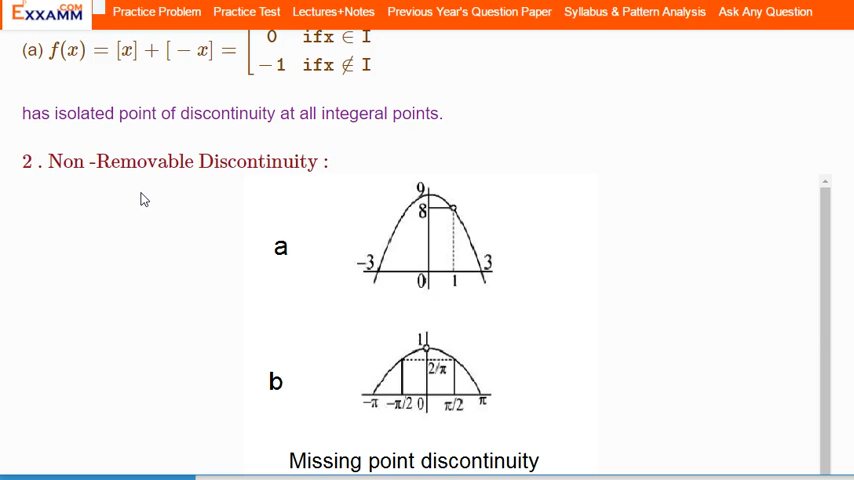 EXXAMM .COM Practice Problem Practice Test Lectures+Notes Previous Year's Question Paper Syllabus & Pattern Analysis Ask Any Question
0 if x ∈ I
(a) f(x) = [x] + [ − x] =
−1 if x ∉ I
has isolated point of discontinuity at all integeral points.
2 . Non -Removable Discontinuity :
9
8
a
−3 3
0 1
1
2/π
b
−π −π/2 0 π/2 π
Missing point discontinuity